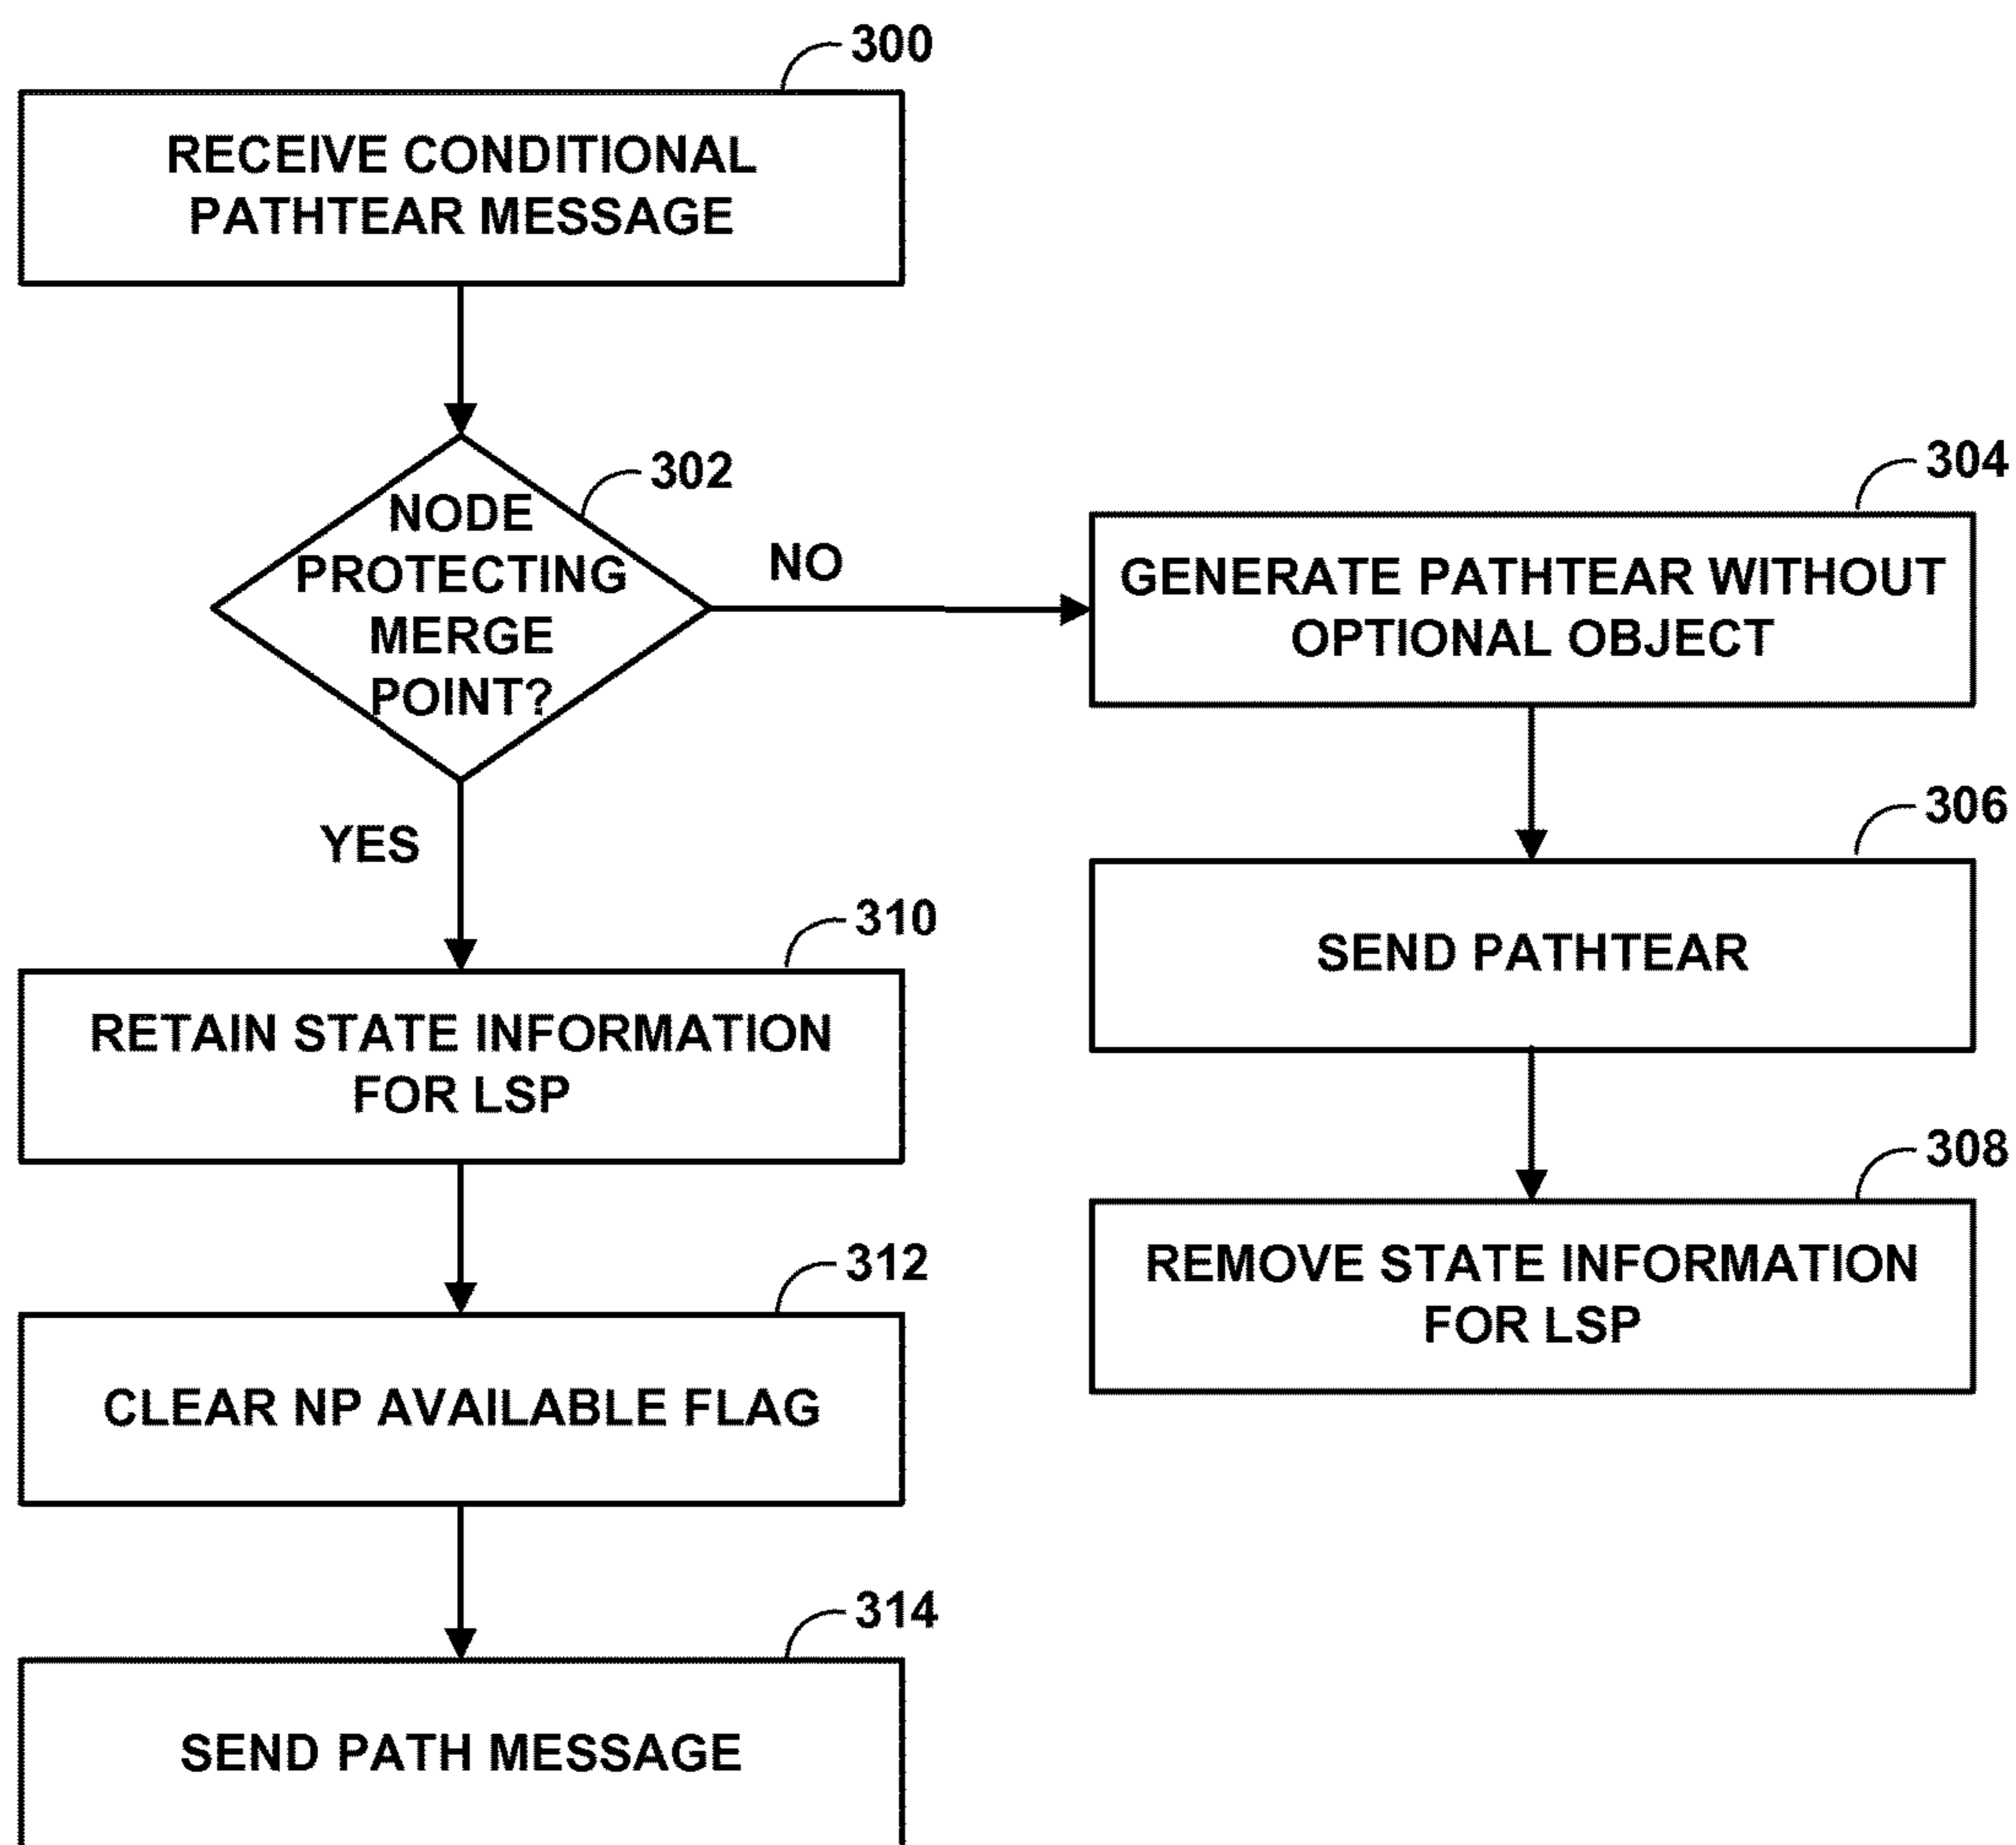 300
RECEIVE CONDITIONAL
PATHTEAR MESSAGE
302
NODE
PROTECTING
MERGE
POINT?
NO
YES
304
GENERATE PATHTEAR WITHOUT
OPTIONAL OBJECT
306
SEND PATHTEAR
308
REMOVE STATE INFORMATION
FOR LSP
310
RETAIN STATE INFORMATION
FOR LSP
312
CLEAR NP AVAILABLE FLAG
314
SEND PATH MESSAGE